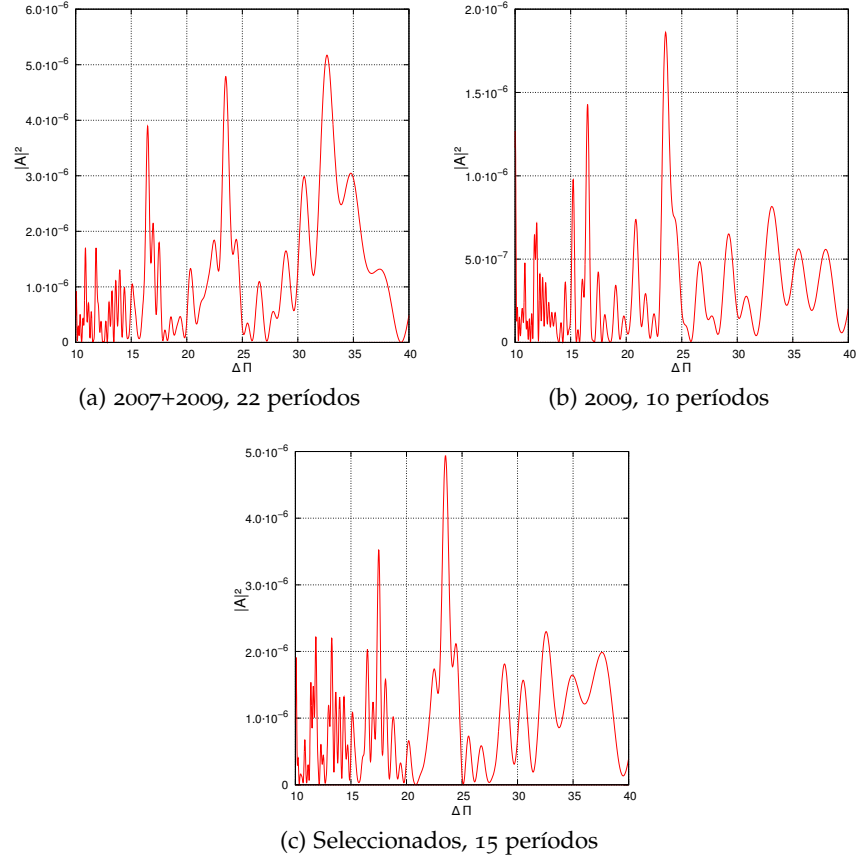 6.0·10⁻⁶
5.0·10⁻⁶
4.0·10⁻⁶
3.0·10⁻⁶
2.0·10⁻⁶
1.0·10⁻⁶
0
|A|²
10 15 20 25 30 35 40
Δ Π
(a) 2007+2009, 22 períodos
2.0·10⁻⁶
1.5·10⁻⁶
1.0·10⁻⁶
5.0·10⁻⁷
0
|A|²
10 15 20 25 30 35 40
Δ Π
(b) 2009, 10 períodos
5.0·10⁻⁶
4.0·10⁻⁶
3.0·10⁻⁶
2.0·10⁻⁶
1.0·10⁻⁶
0
|A|²
10 15 20 25 30 35 40
Δ Π
(c) Seleccionados, 15 períodos